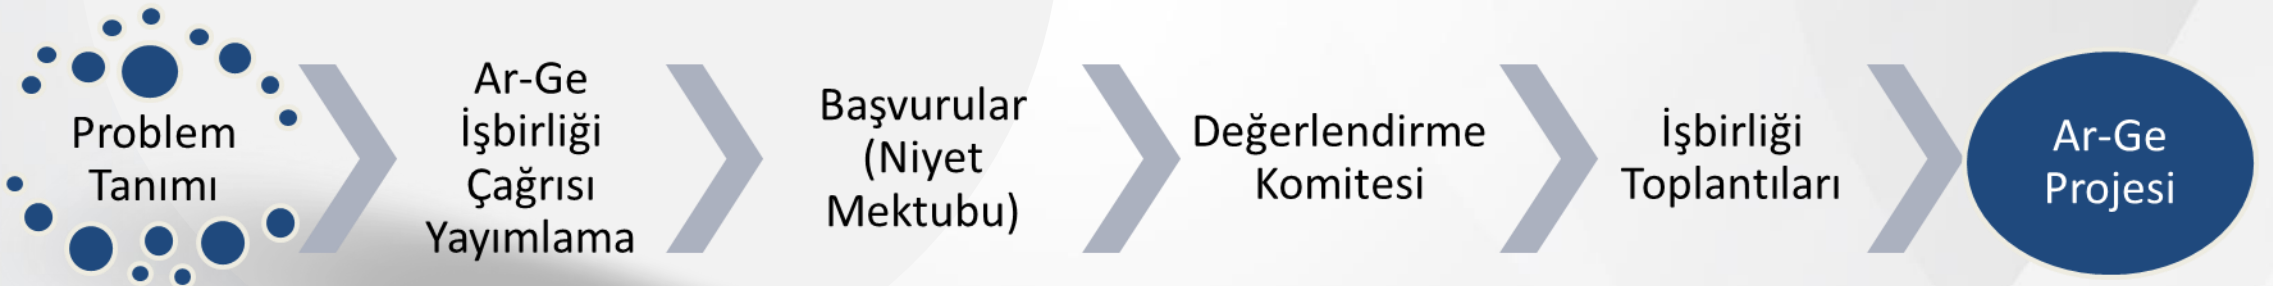 Problem
Tanımı
Ar-Ge
İşbirliği
Çağrısı
Yayımlama
Başvurular
(Niyet
Mektubu)
Değerlendirme
Komitesi
İşbirliği
Toplantıları
Ar-Ge
Projesi